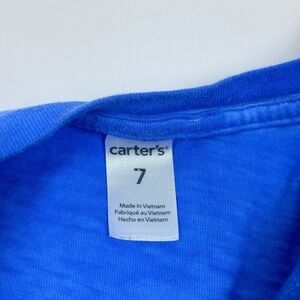 carter's®
7
Made in Vietnam
Fabriqué au Vietnam
Hecho en Vietnam